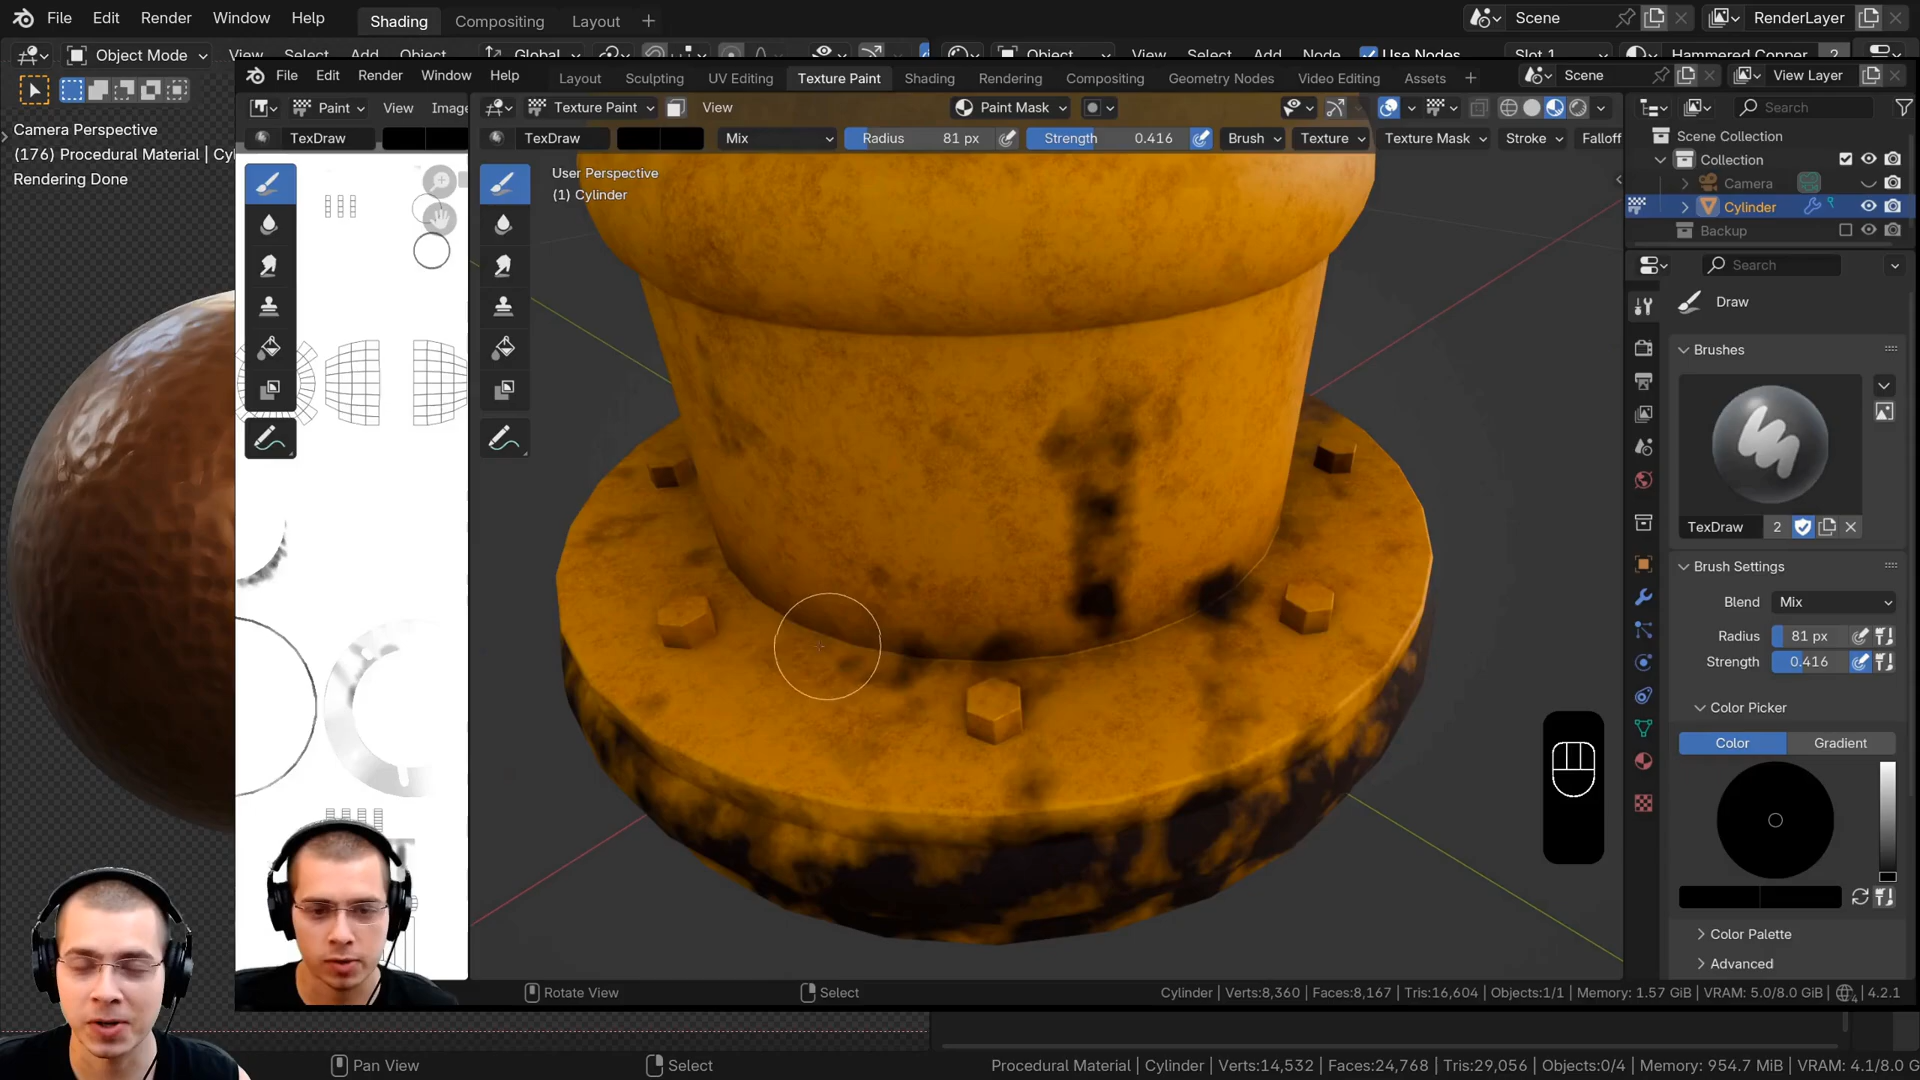 File Edit Render Window Help Shading Compositing Layout + Scene RenderLayer
Object Mode View Select Add Object Global Object View Select Add Node Use Nodes Slot 1 Hammered Copper 2
Camera Perspective
(176) Procedural Material | Cyl
Rendering Done
File Edit Render Window Help Layout Sculpting UV Editing Texture Paint Shading Rendering Compositing Geometry Nodes Video Editing Assets + Scene View Layer
Paint View Imag Texture Paint View Paint Mask Search
TexDraw TexDraw Mix Radius 81 px Strength 0.416 Brush Texture Texture Mask Stroke Falloff
User Perspective
(1) Cylinder
Scene Collection
Collection
Camera
Cylinder
Backup
Search
Draw
Brushes
TexDraw 2
Brush Settings
Blend Mix
Radius 81 px
Strength 0.416
Color Picker
Color Gradient
Color Palette
Advanced
Rotate View Select Cylinder | Verts:8,360 | Faces:8,167 | Tris:16,604 | Objects:1/1 | Memory: 1.57 GiB | VRAM: 5.0/8.0 GiB | 4.2.1
Pan View Select Procedural Material | Cylinder | Verts:14,532 | Faces:24,768 | Tris:29,056 | Objects:0/4 | Memory: 954.7 MiB | VRAM: 4.1/8.0 G